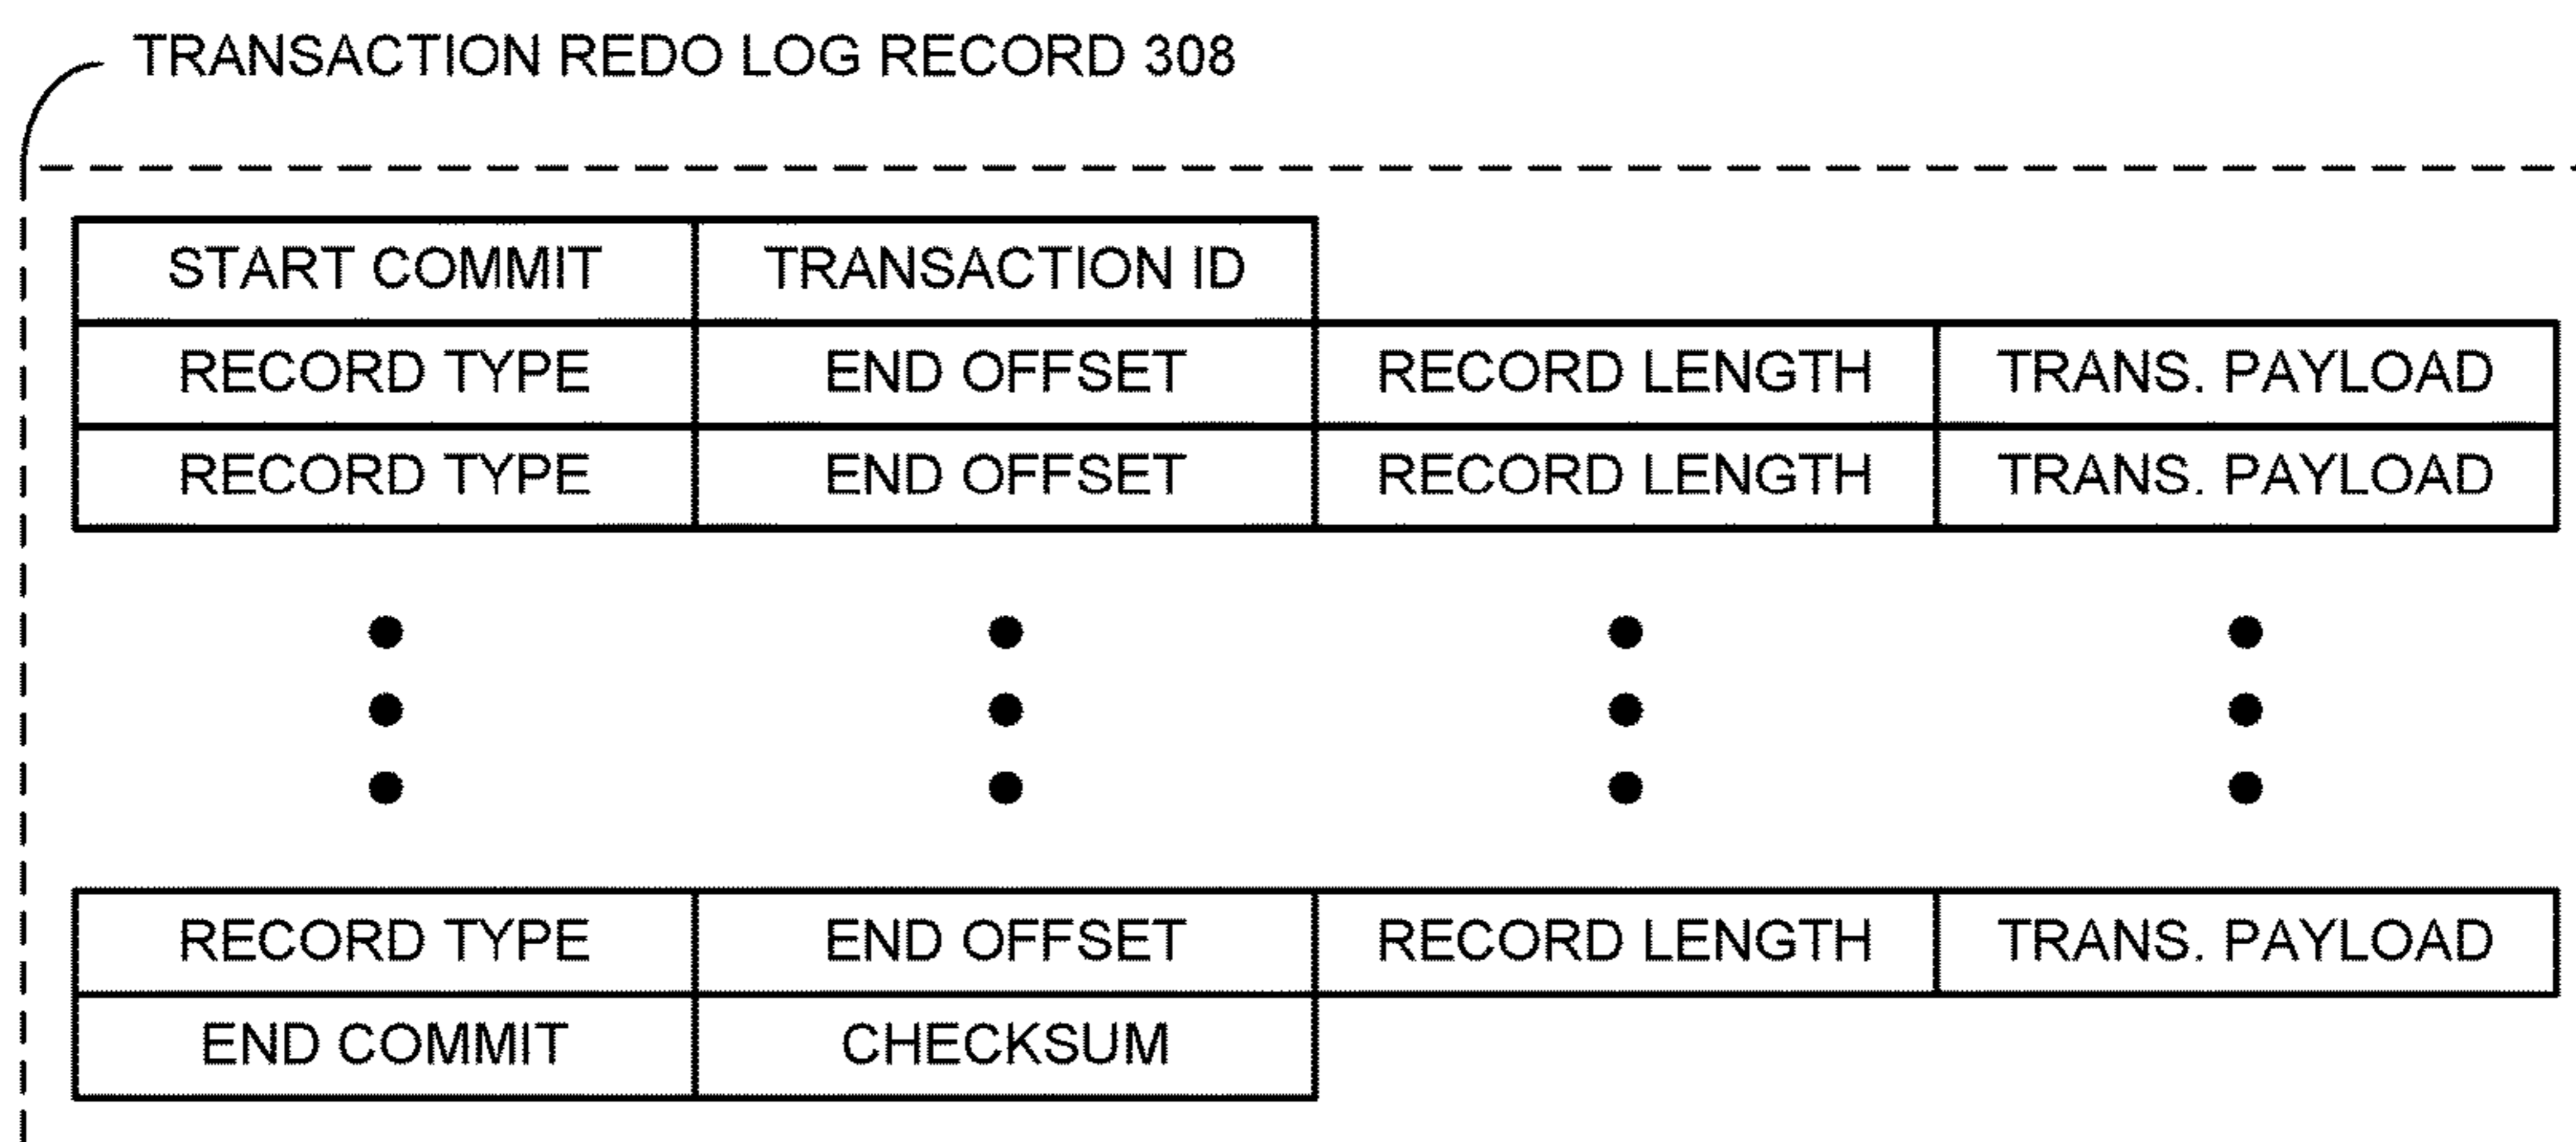 TRANSACTION REDO LOG RECORD 308
START COMMIT TRANSACTION ID
RECORD TYPE END OFFSET RECORD LENGTH TRANS. PAYLOAD
RECORD TYPE END OFFSET RECORD LENGTH TRANS. PAYLOAD
RECORD TYPE END OFFSET RECORD LENGTH TRANS. PAYLOAD
END COMMIT CHECKSUM